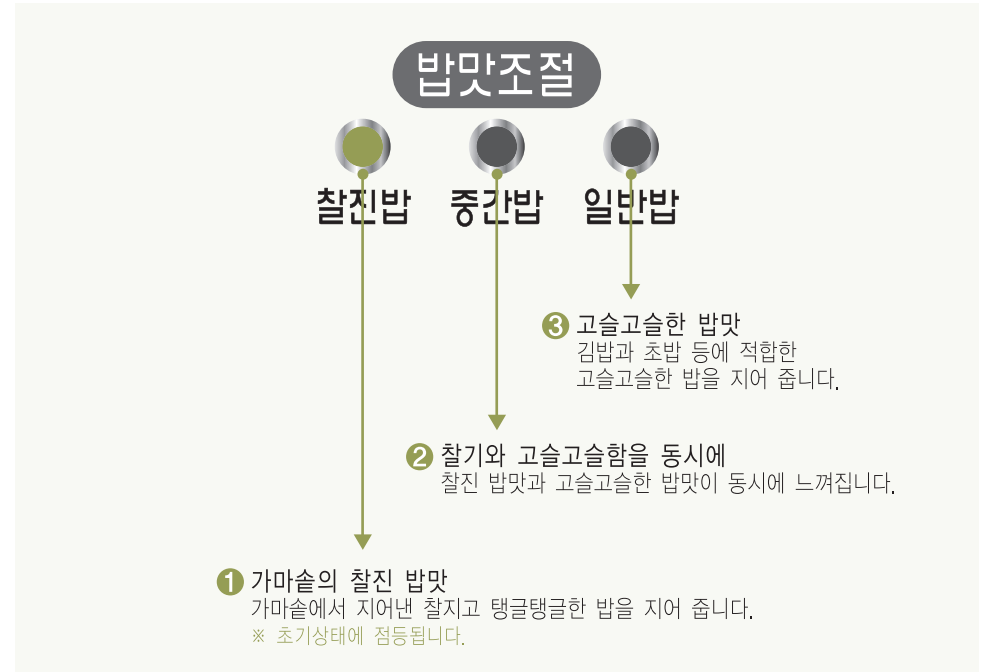 밥맛조절
찰진밥 중간밥 일반밥
❸ 고슬고슬한 밥맛
김밥과 초밥 등에 적합한
고슬고슬한 밥을 지어 줍니다.
❷ 찰기와 고슬고슬함을 동시에
찰진 밥맛과 고슬고슬한 밥맛이 동시에 느껴집니다.
❶ 가마솥의 찰진 밥맛
가마솥에서 지어낸 찰지고 탱글탱글한 밥을 지어 줍니다.
※ 초기상태에 점등됩니다.